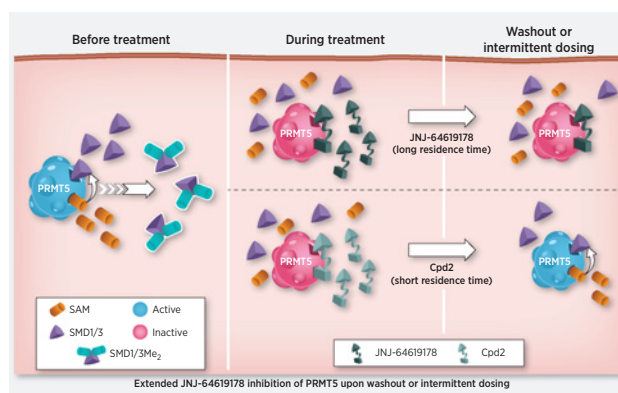 Before treatment
During treatment
Washout or
intermittent dosing
PRMT5
PRMT5
JNJ-64619178
(long residence time)
PRMT5
PRMT5
Cpd2
(short residence time)
PRMT5
SAM
Active
SMD1/3
Inactive
SMD1/3Me₂
JNJ-64619178
Cpd2
Extended JNJ-64619178 inhibition of PRMT5 upon washout or intermittent dosing